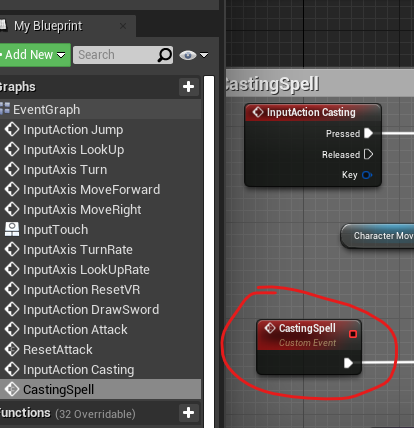 My Blueprint
Add New
Search
Graphs
EventGraph
InputAction Jump
InputAxis LookUp
InputAxis Turn
InputAxis MoveForward
InputAxis MoveRight
InputTouch
InputAxis TurnRate
InputAxis LookUpRate
InputAction ResetVR
InputAction DrawSword
InputAction Attack
ResetAttack
InputAction Casting
CastingSpell
Functions (32 Overridable)
CastingSpell
InputAction Casting
Pressed
Released
Key
Character Mov
CastingSpell
Custom Event